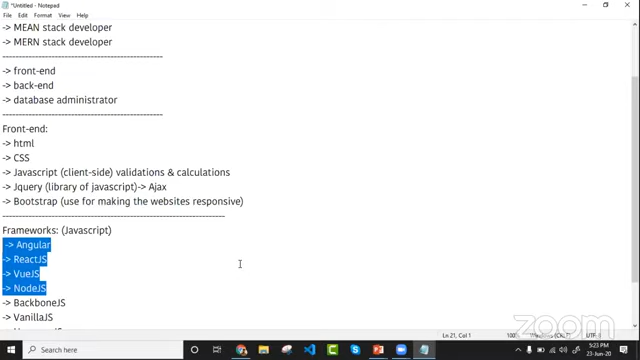 *Untitled - Notepad
File Edit Format View Help
-> MEAN stack developer
-> MERN stack developer
-> front-end
-> back-end
-> database administrator
Front-end:
-> html
-> CSS
-> Javascript (client-side) validations & calculations
-> Jquery (library of javascript)-> Ajax
-> Bootstrap (use for making the websites responsive)
Frameworks: (Javascript)
-> Angular
-> ReactJS
-> VueJS
-> NodeJS
-> BackboneJS
-> VanillaJS
Ln 21, Col 1 100%
zoom
Search here
5:23 PM
23-Jun-20